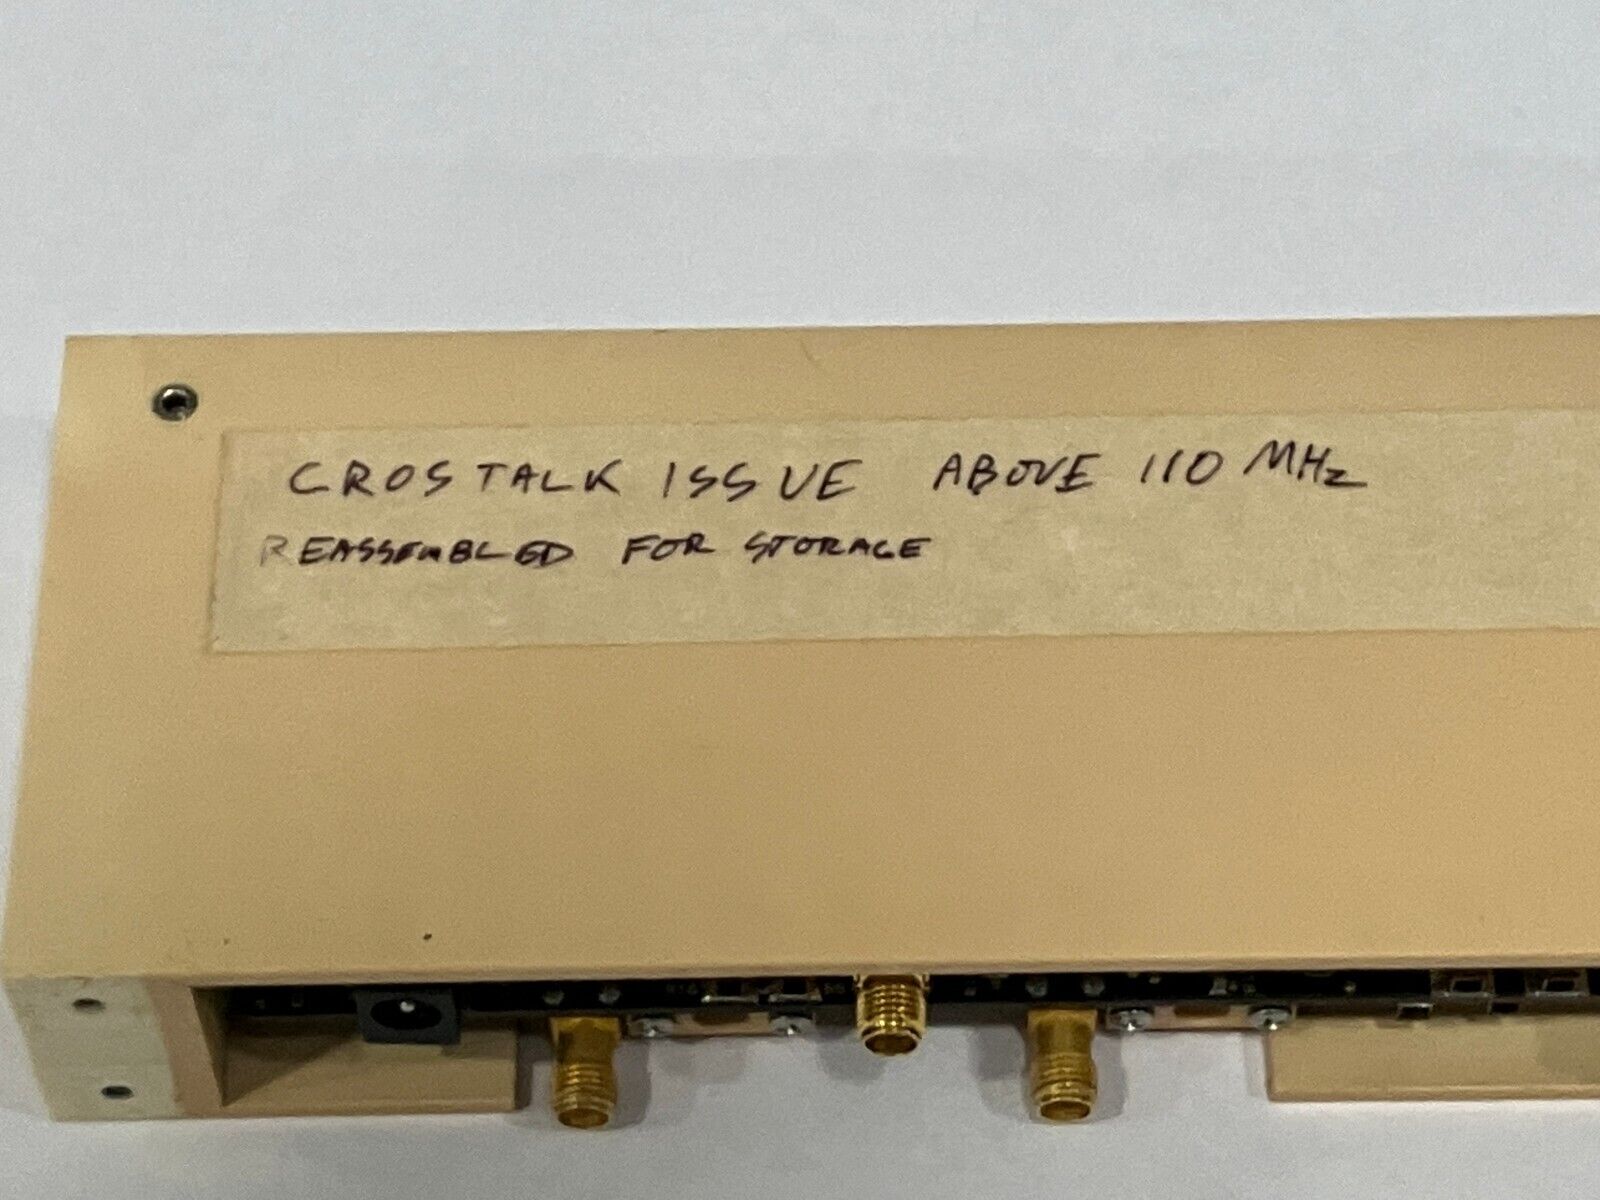 CROSTALK ISSUE ABOVE 110 MHz
REASSEMBLED FOR STORAGE